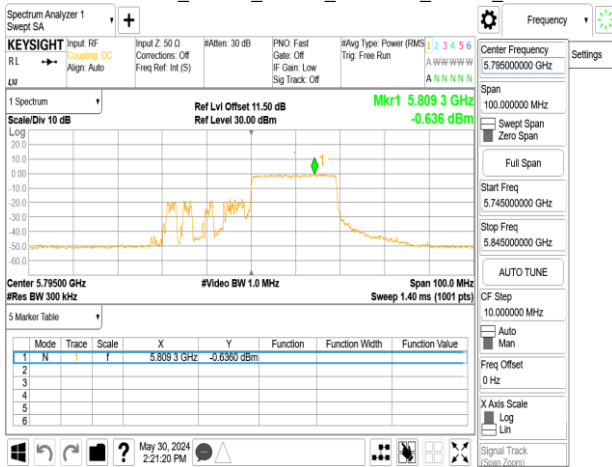 Spectrum Analyzer 1
Swept SA
+
Frequency
KEYSIGHT
RL
Input: RF
Coupling: DC
Align: Auto
Input Z: 50 Ω
Corrections: Off
Freq Ref: Int (S)
#Atten: 30 dB
PNO: Fast
Gate: Off
IF Gain: Low
Sig Track: Off
#Avg Type: Power (RMS
Trig: Free Run
1 2 3 4 5 6
A W W W W W
A N N N N N
1 Spectrum
Scale/Div 10 dB
Ref Lvl Offset 11.50 dB
Ref Level 30.00 dBm
Mkr1 5.809 3 GHz
-0.636 dBm
Log
20.0
10.0
0.00
-10.0
-20.0
-30.0
-40.0
-50.0
-60.0
1
Center 5.79500 GHz
#Res BW 300 kHz
#Video BW 1.0 MHz
Span 100.0 MHz
Sweep 1.40 ms (1001 pts)
5 Marker Table
Mode Trace Scale X Y Function Function Width Function Value
1 N 1 f 5.809 3 GHz -0.6360 dBm
2
3
4
5
6
May 30, 2024
2:21:20 PM
Settings
Center Frequency
5.795000000 GHz
Span
100.000000 MHz
Swept Span
Zero Span
Full Span
Start Freq
5.745000000 GHz
Stop Freq
5.845000000 GHz
AUTO TUNE
CF Step
10.000000 MHz
Auto
Man
Freq Offset
0 Hz
X Axis Scale
Log
Lin
Signal Track
(Span Zoom)